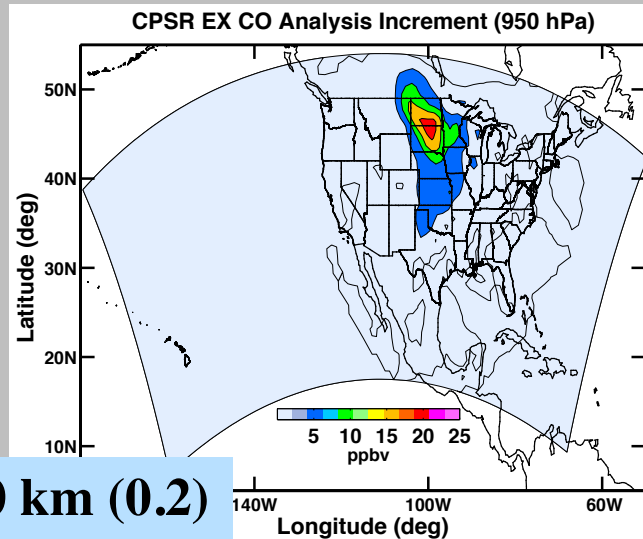 CPSR EX CO Analysis Increment (950 hPa)
50N
40N
30N
20N
10N
Latitude (deg)
5 10 15 20 25
ppbv
140W 100W 60W
Longitude (deg)
km (0.2)